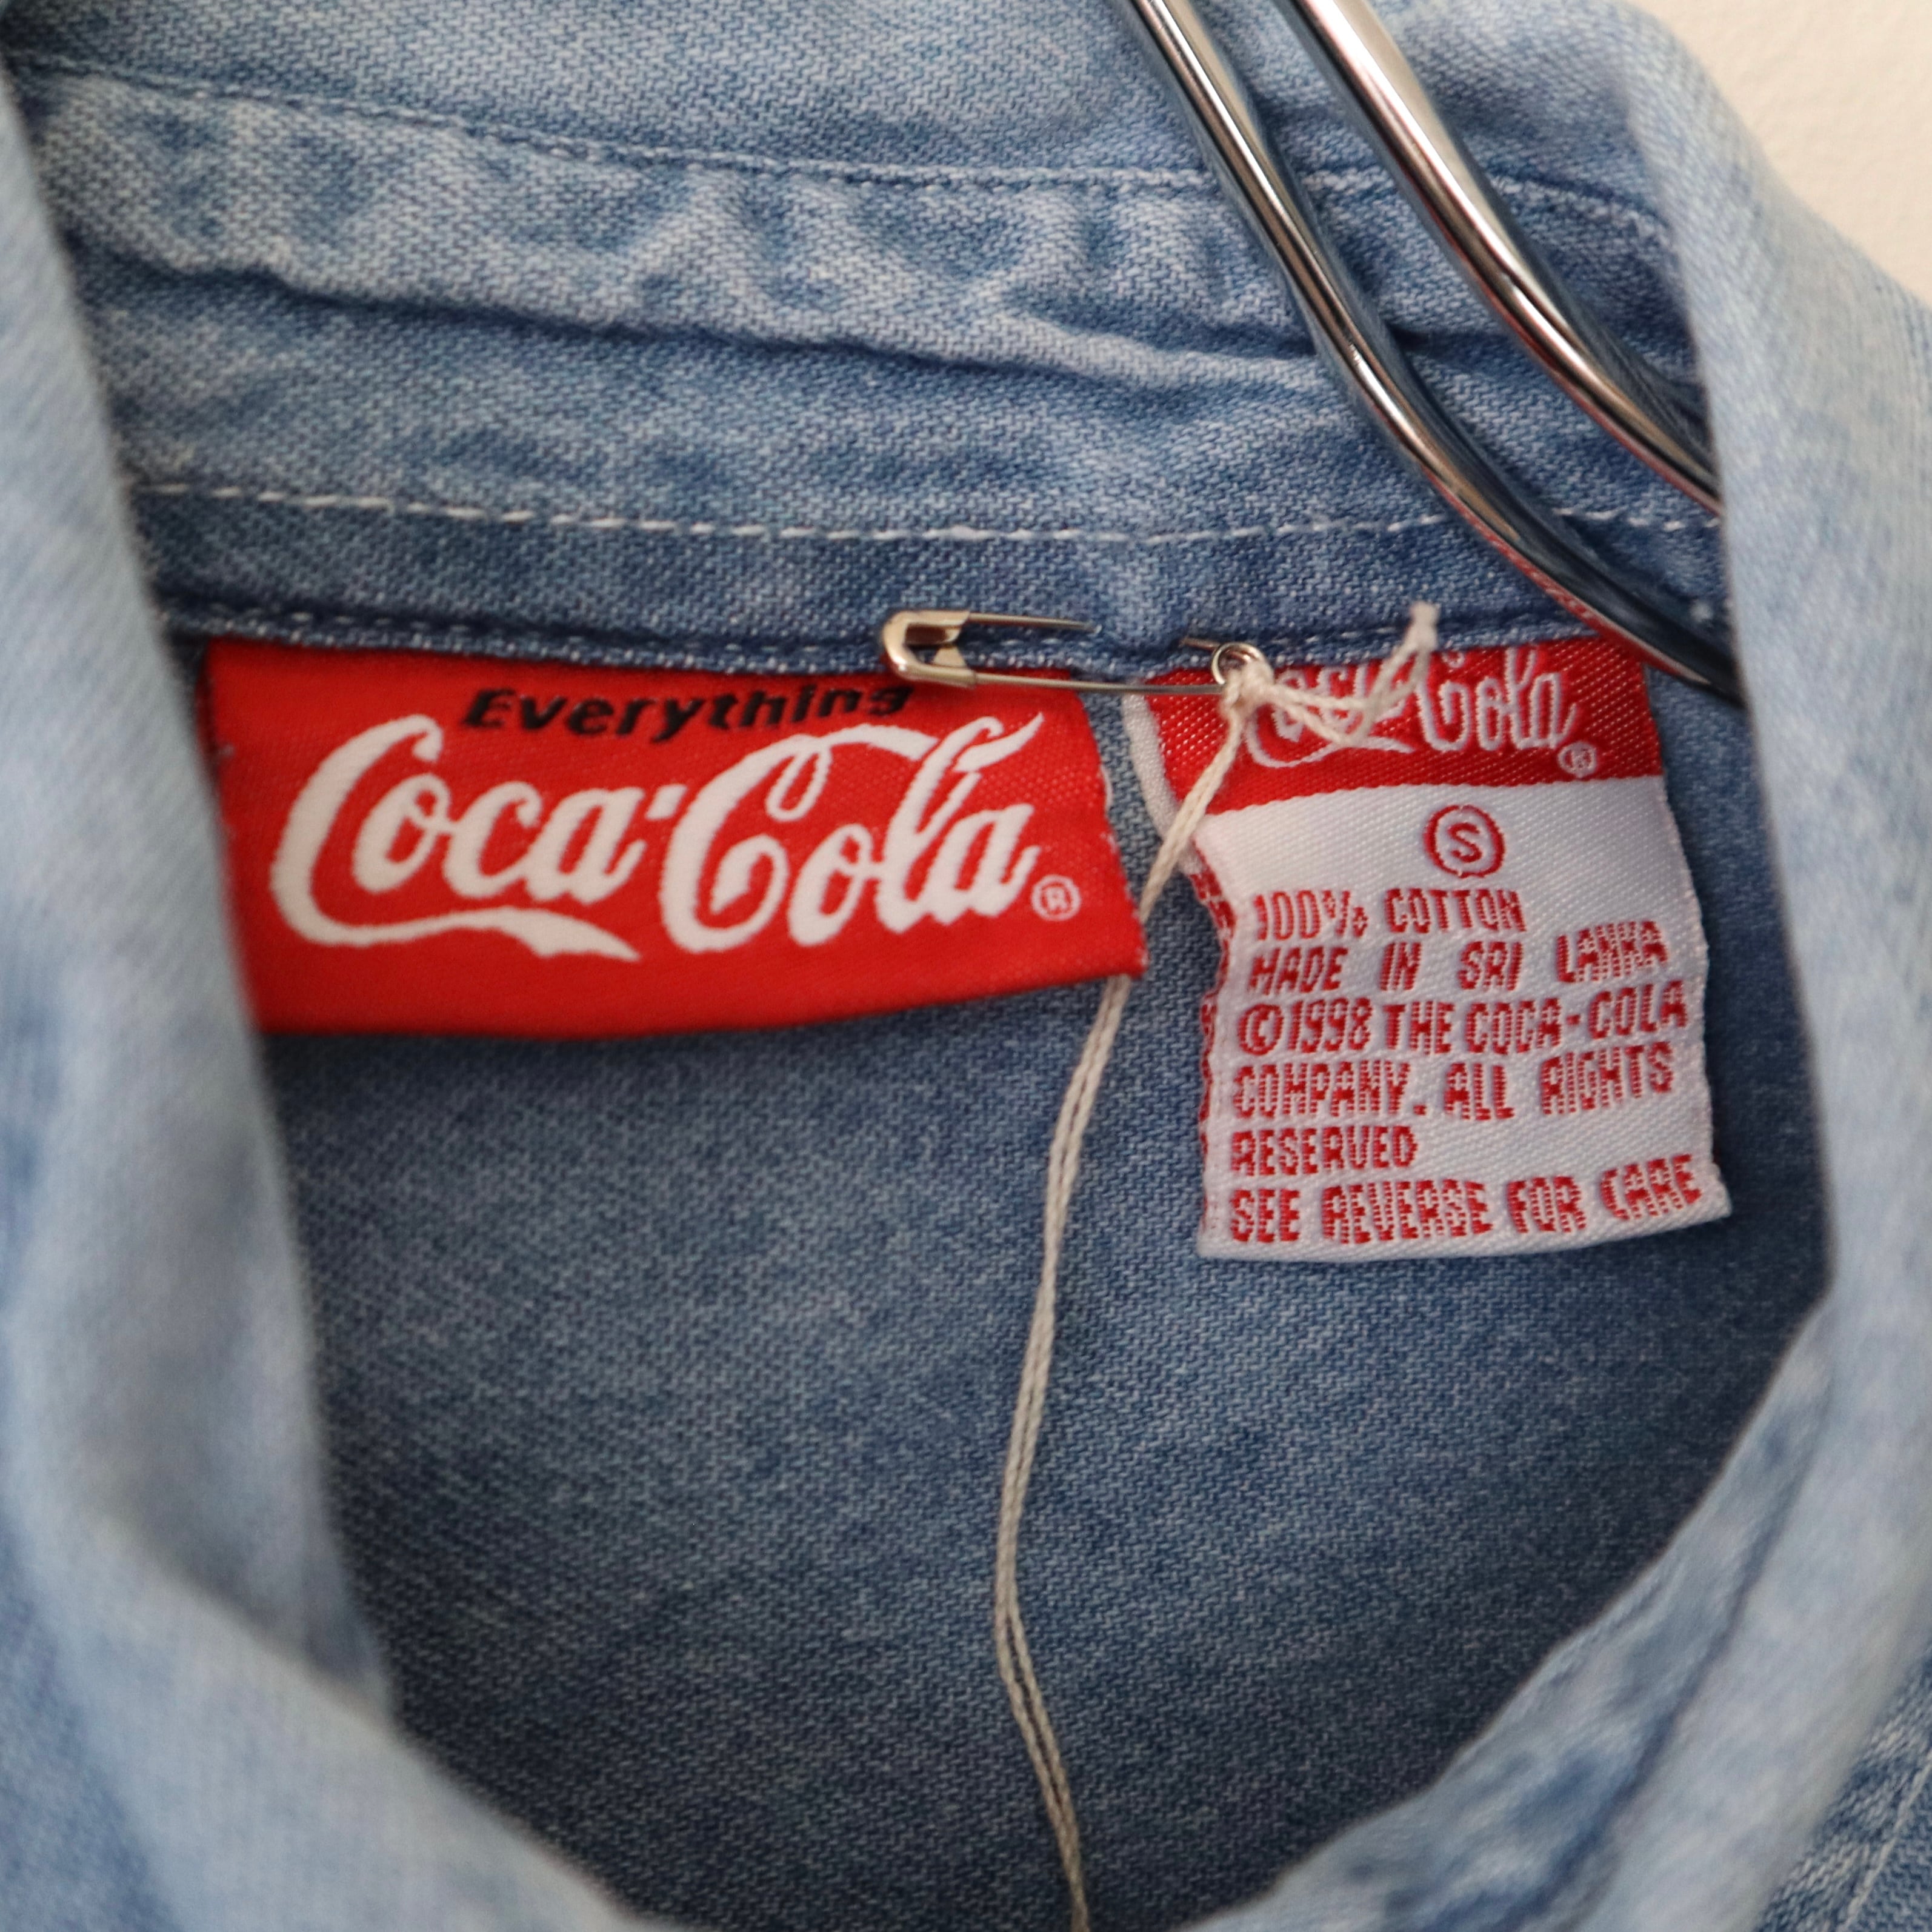 Everything
Coca-Cola®
Coca-Cola®
S
100% COTTON
MADE IN SRI LANKA
©1998 THE COCA-COLA
COMPANY. ALL RIGHTS
RESERVED
SEE REVERSE FOR CARE